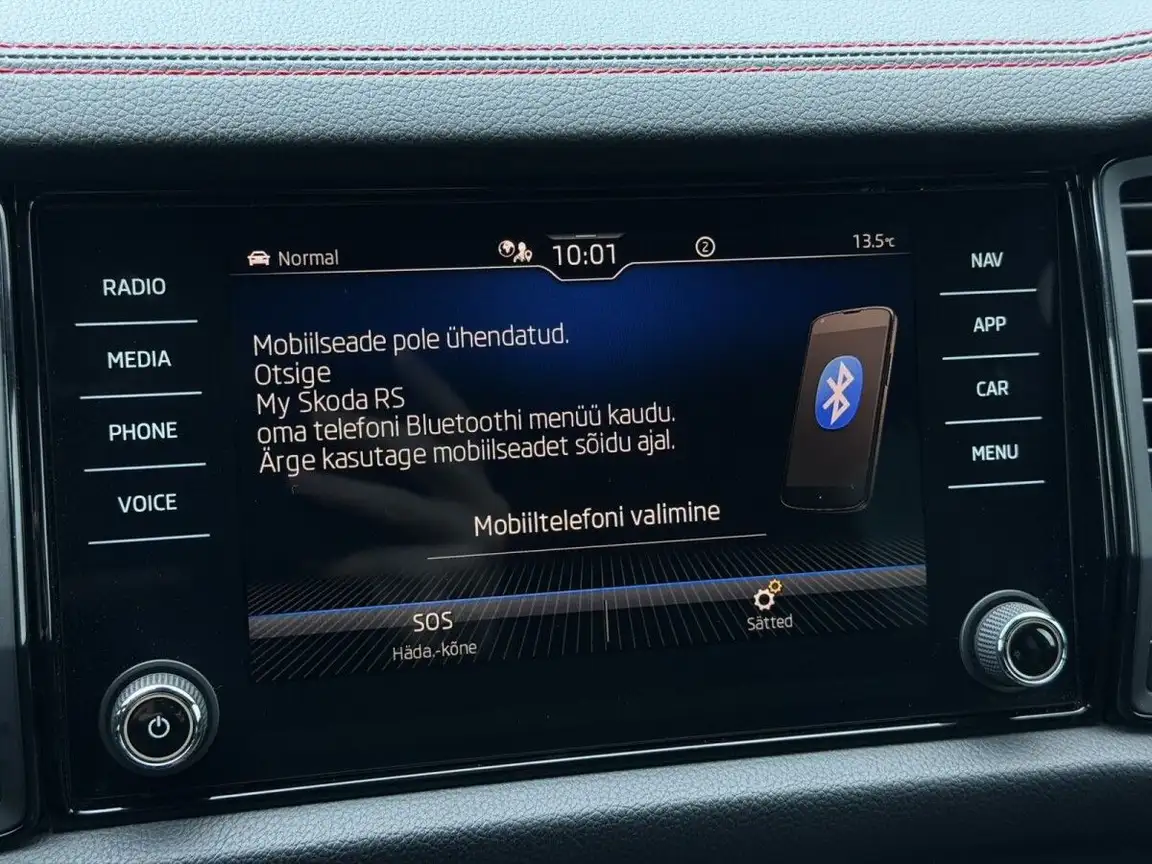 Normal
10:01
2
13.5°C
RADIO
MEDIA
PHONE
VOICE
Mobiilseade pole ühendatud.
Otsige
My Skoda RS
oma telefoni Bluetoothi menüü kaudu.
Ärge kasutage mobiilseadet sõidu ajal.
Mobiiltelefoni valimine
SOS
Häda.-kõne
Sätted
NAV
APP
CAR
MENU